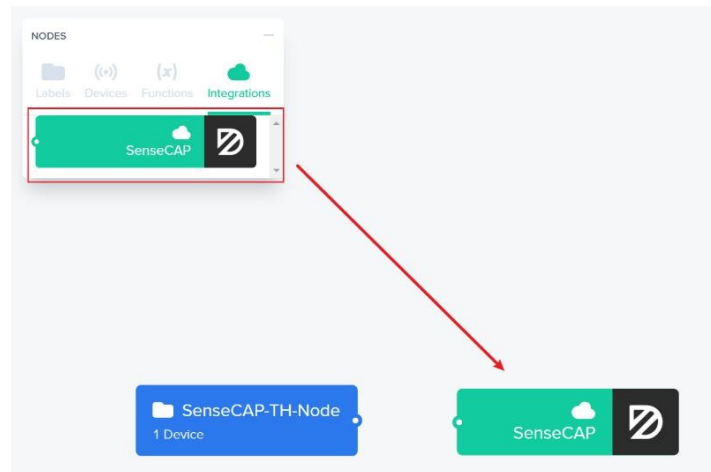 NODES
Labels Devices Functions Integrations
SenseCAP
SenseCAP-TH-Node
1 Device
SenseCAP